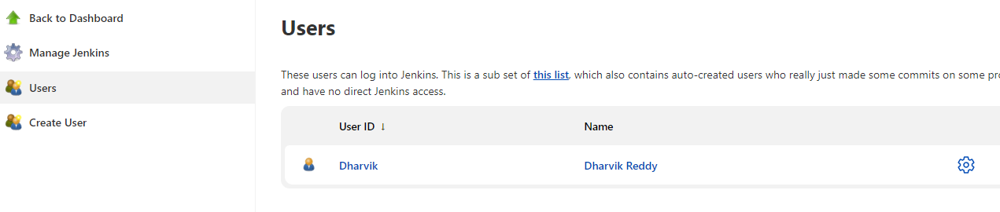 Back to Dashboard
Manage Jenkins
Users
Create User
Users
These users can log into Jenkins. This is a sub set of this list, which also contains auto-created users who really just made some commits on some
and have no direct Jenkins access.
User ID ↓ Name
Dharvik Dharvik Reddy